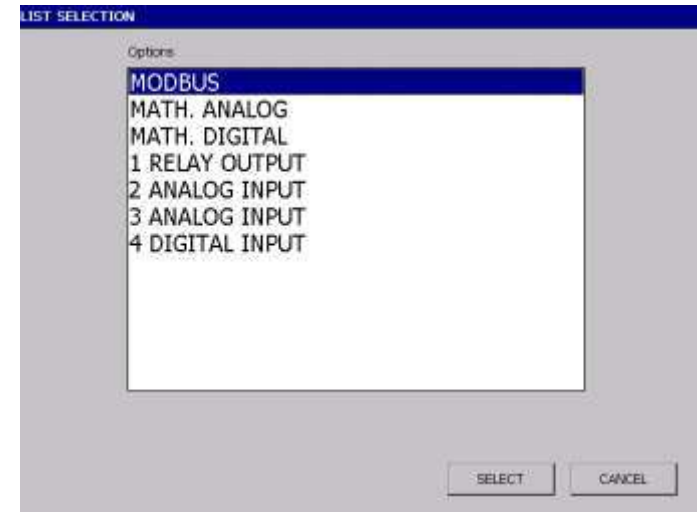 LIST SELECTION
Options
MODBUS
MATH. ANALOG
MATH. DIGITAL
1 RELAY OUTPUT
2 ANALOG INPUT
3 ANALOG INPUT
4 DIGITAL INPUT
SELECT CANCEL